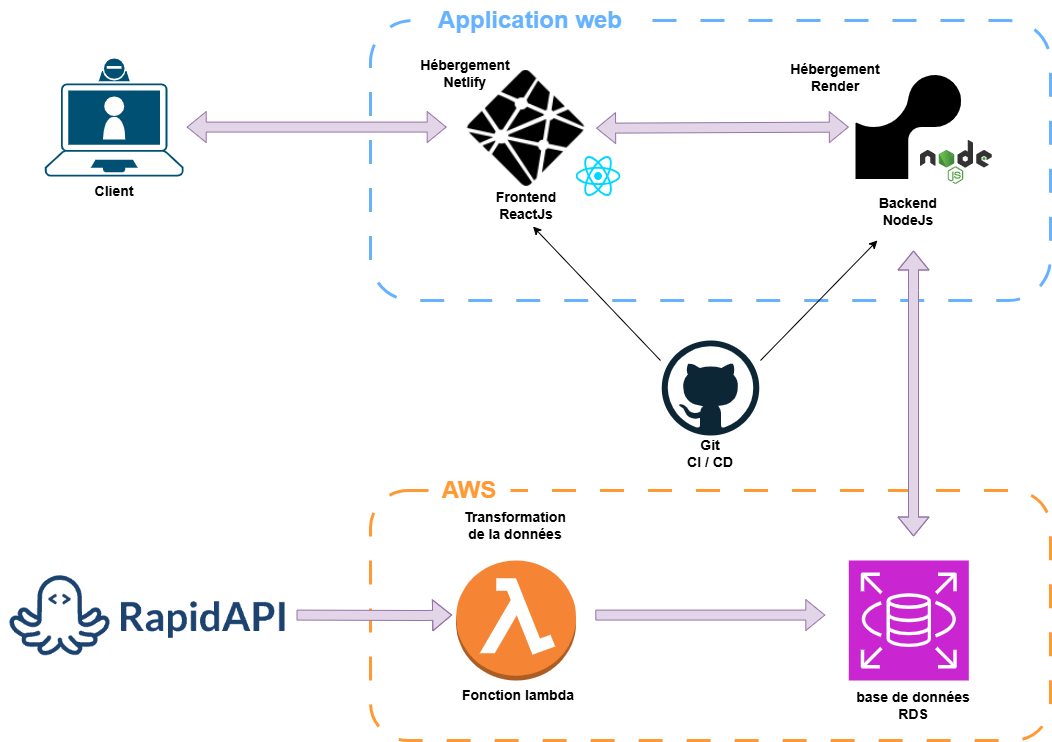 Application web
Hébergement
Netlify
Hébergement
Render
node
JS
Client
Frontend
ReactJs
Backend
NodeJs
Git
CI / CD
AWS
Transformation
de la données
RapidAPI
Fonction lambda
base de données
RDS